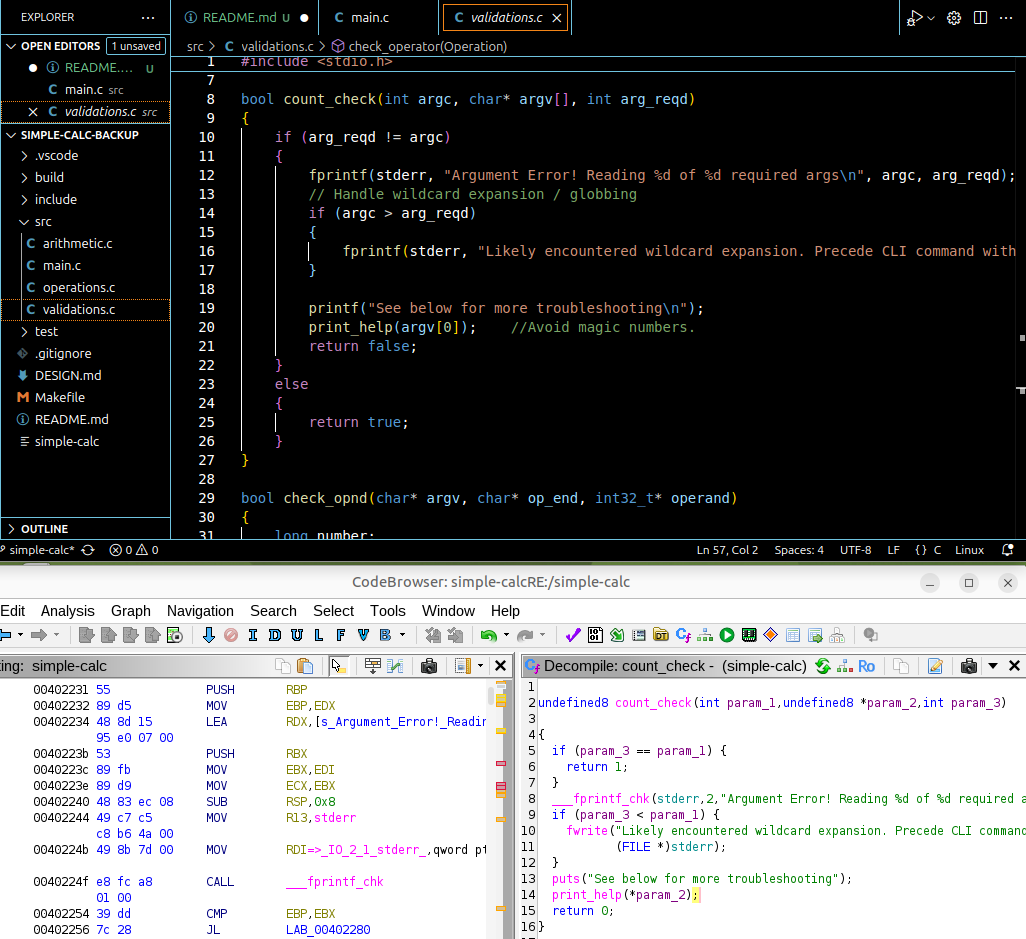 EXPLORER
README.md U
main.c
validations.c
OPEN EDITORS 1 unsaved
README.... U
main.c src
validations.c src
SIMPLE-CALC-BACKUP
.vscode
build
include
src
arithmetic.c
main.c
operations.c
validations.c
test
.gitignore
DESIGN.md
Makefile
README.md
simple-calc
OUTLINE
src > C validations.c > check_operator(Operation)
1 #include <stdio.h>
7
8 bool count_check(int argc, char* argv[], int arg_reqd)
9 {
10 if (arg_reqd != argc)
11 {
12 fprintf(stderr, "Argument Error! Reading %d of %d required args\n", argc, arg_reqd);
13 // Handle wildcard expansion / globbing
14 if (argc > arg_reqd)
15 {
16 fprintf(stderr, "Likely encountered wildcard expansion. Precede CLI command with
17 }
18
19 printf("See below for more troubleshooting\n");
20 print_help(argv[0]); //Avoid magic numbers.
21 return false;
22 }
23 else
24 {
25 return true;
26 }
27 }
28
29 bool check_opnd(char* argv, char* op_end, int32_t* operand)
30 {
31 long number;
simple-calc* 0 0 Ln 57, Col 2 Spaces: 4 UTF-8 LF {} C Linux
CodeBrowser: simple-calcRE:/simple-calc
Edit Analysis Graph Navigation Search Select Tools Window Help
I D U L F V B
ting: simple-calc
00402231 55 PUSH RBP
00402232 89 d5 MOV EBP,EDX
00402234 48 8d 15 LEA RDX,[s_Argument_Error!_Readin
95 e0 07 00
0040223b 53 PUSH RBX
0040223c 89 fb MOV EBX,EDI
0040223e 89 d9 MOV ECX,EBX
00402240 48 83 ec 08 SUB RSP,0x8
00402244 49 c7 c5 MOV R13,stderr
c8 b6 4a 00
0040224b 49 8b 7d 00 MOV RDI=>_IO_2_1_stderr_,qword pt
0040224f e8 fc a8 CALL ___fprintf_chk
01 00
00402254 39 dd CMP EBP,EBX
00402256 7c 28 JL LAB_00402280
Decompile: count_check - (simple-calc) Ro
1
2 undefined8 count_check(int param_1,undefined8 *param_2,int param_3)
3
4 {
5 if (param_3 == param_1) {
6 return 1;
7 }
8 ___fprintf_chk(stderr,2,"Argument Error! Reading %d of %d required a
9 if (param_3 < param_1) {
10 fwrite("Likely encountered wildcard expansion. Precede CLI command
11 (FILE *)stderr);
12 }
13 puts("See below for more troubleshooting");
14 print_help(*param_2);
15 return 0;
16 }